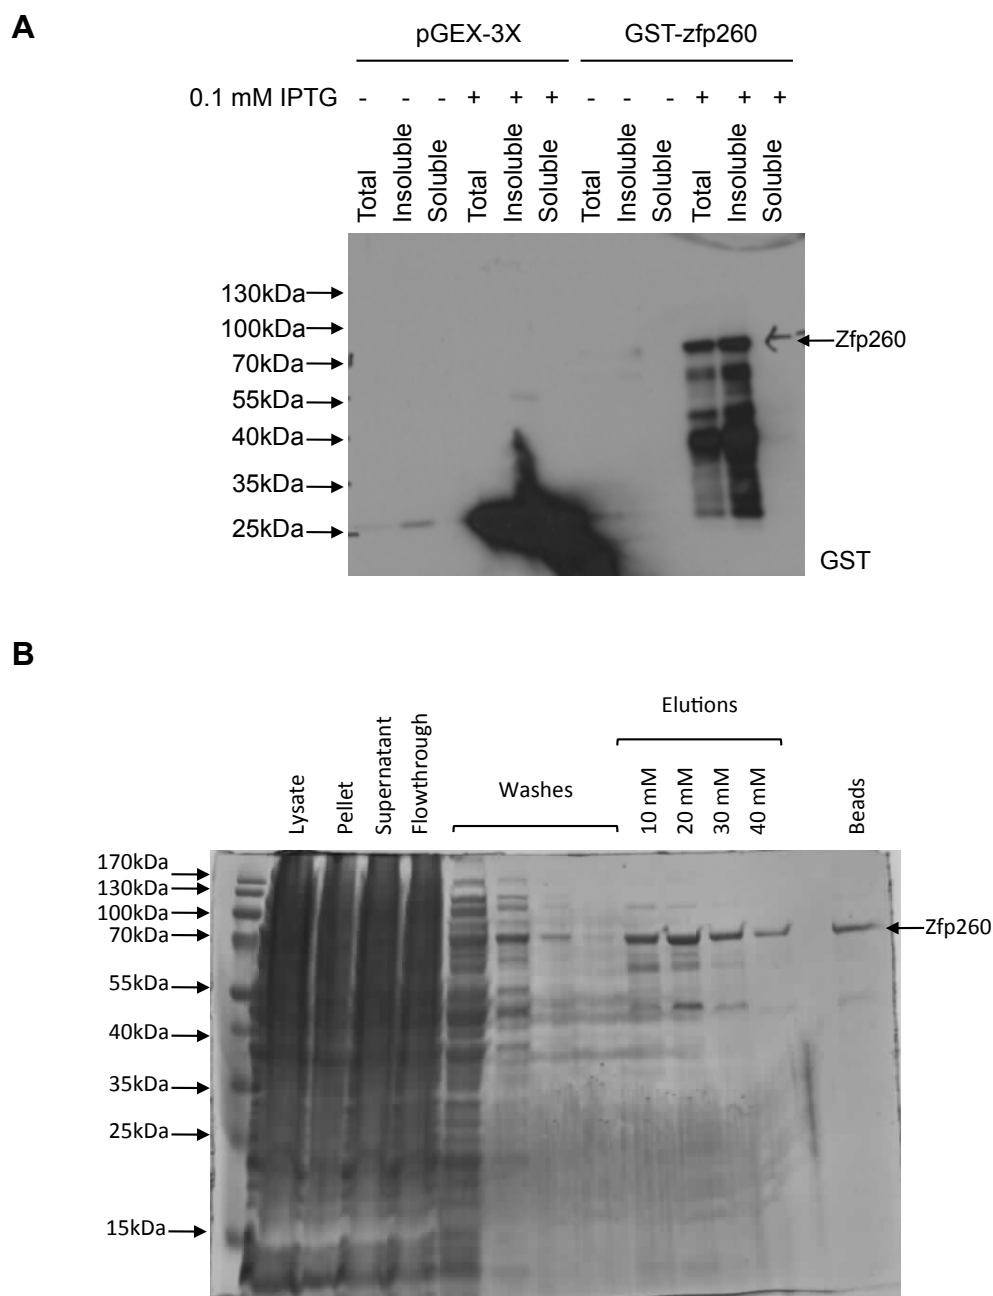 A
pGEX-3X GST-zfp260
0.1 mM IPTG - - - + + + - - - + + +
Total Insoluble Soluble Total Insoluble Soluble Total Insoluble Soluble Total Insoluble Soluble
130kDa
100kDa
Zfp260
70kDa
55kDa
40kDa
35kDa
25kDa
GST
B
Elutions
Lysate Pellet Supernatant Flowthrough Washes 10 mM 20 mM 30 mM 40 mM Beads
170kDa
130kDa
100kDa
Zfp260
70kDa
55kDa
40kDa
35kDa
25kDa
15kDa